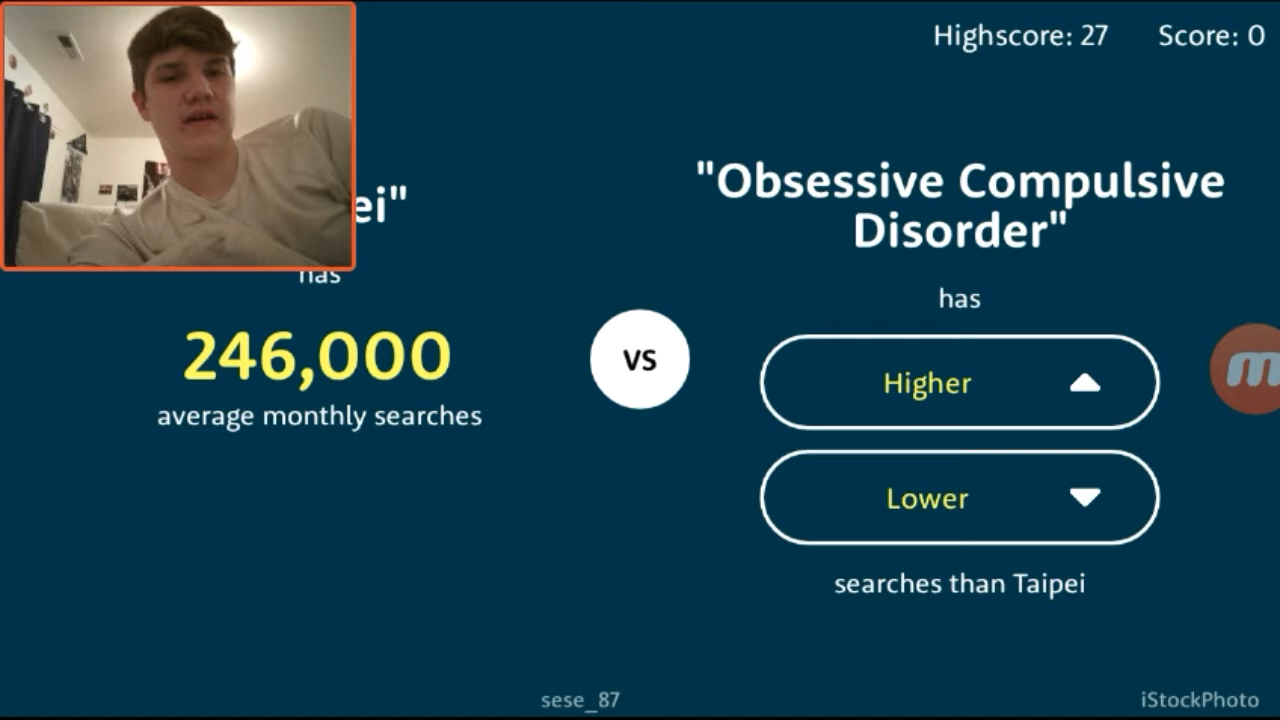 Highscore: 27 Score: 0
ei"
has
246,000
average monthly searches
VS
"Obsessive Compulsive
Disorder"
has
Higher
Lower
searches than Taipei
sese_87
iStockPhoto
m